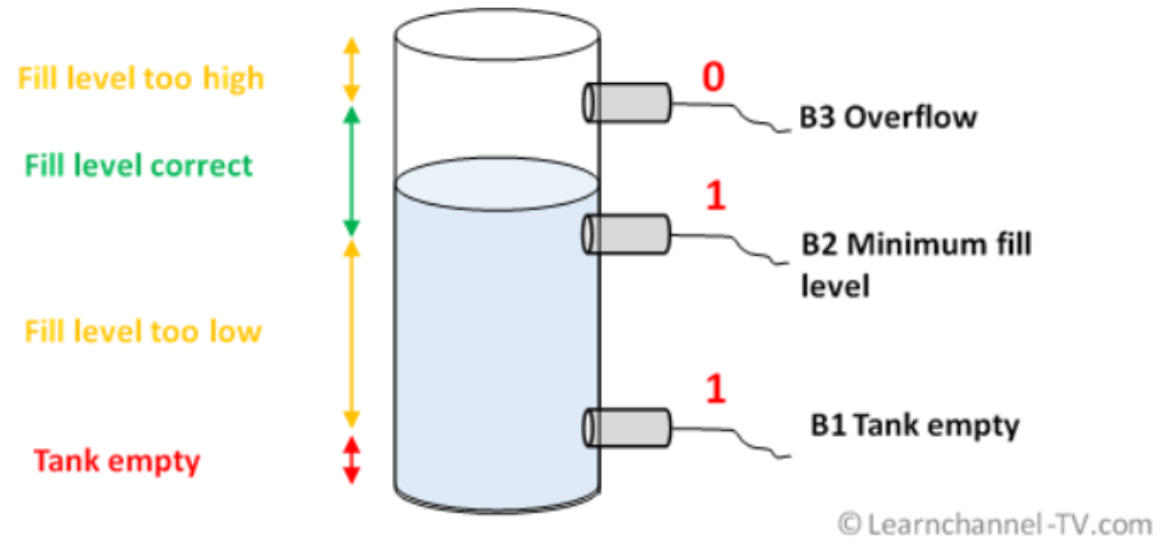 Fill level too high
0
B3 Overflow
Fill level correct
1
B2 Minimum fill
level
Fill level too low
1
B1 Tank empty
Tank empty
© Learnchannel-TV.com